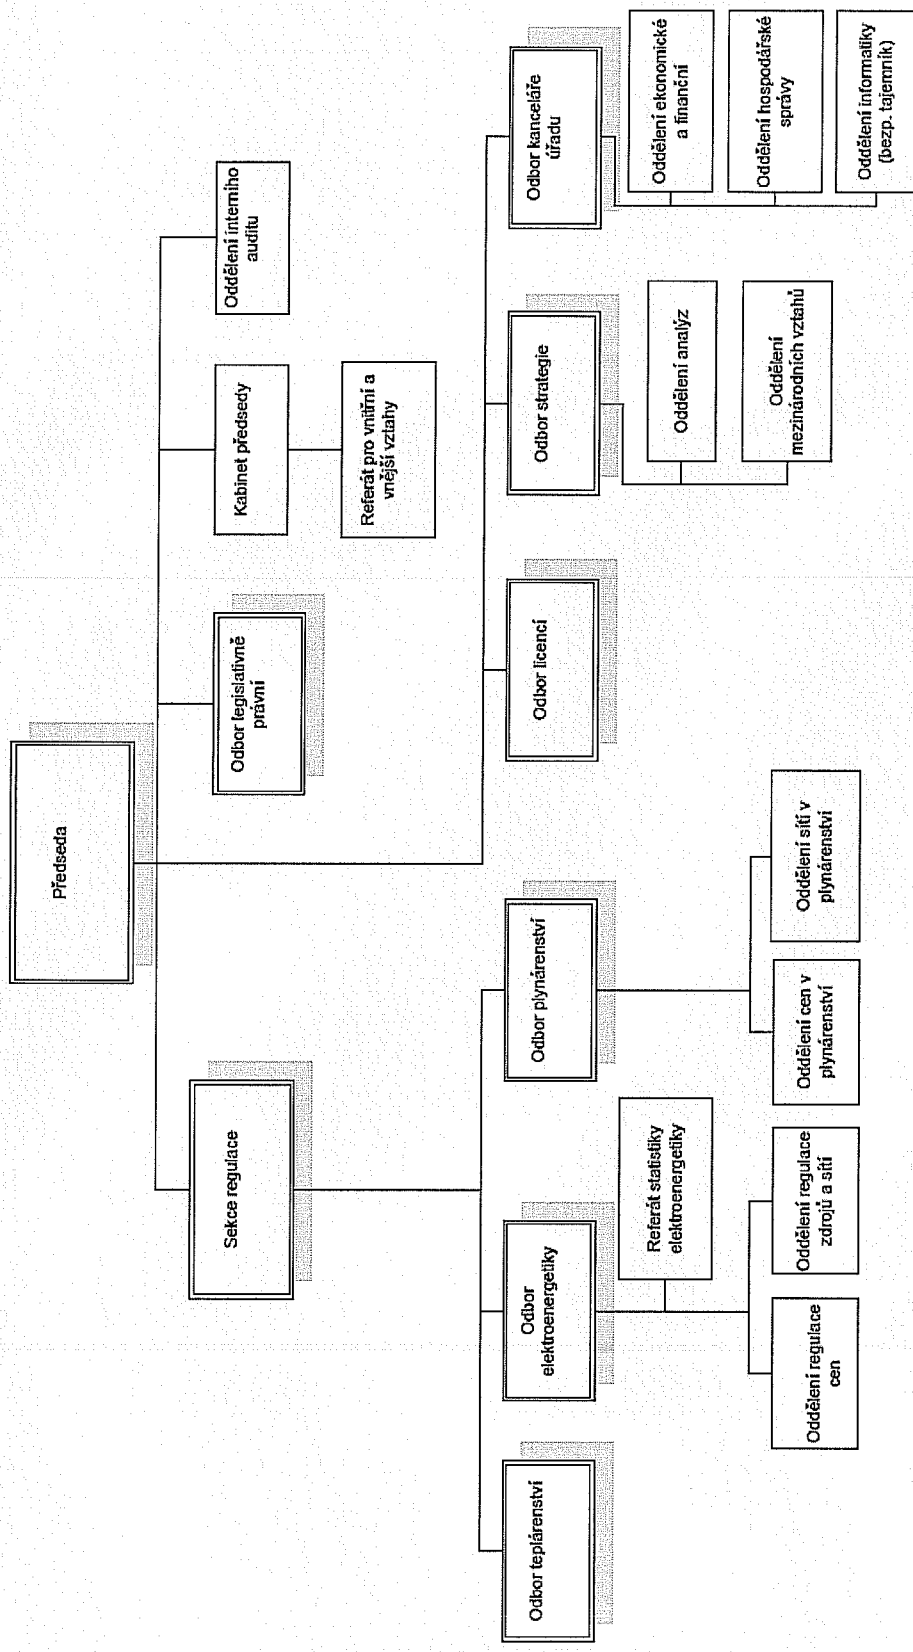 Předseda
Sekce regulace
Odbor legislativně
právní
Kabinet předsedy
Oddělení interního
auditu
Referát pro vnitřní a
vnější vztahy
Odbor teplárenství
Odbor
elektroenergetiky
Odbor plynárenství
Odbor licencí
Odbor strategie
Odbor kanceláře
úřadu
Referát statistiky
elektroenergetiky
Oddělení regulace
cen
Oddělení regulace
zdrojů a sítí
Oddělení cen v
plynárenství
Oddělení sítí v
plynárenství
Oddělení analýz
Oddělení
mezinárodních vztahů
Oddělení ekonomické
a finanční
Oddělení hospodářské
správy
Oddělení informatiky
(bezp. tajemník)